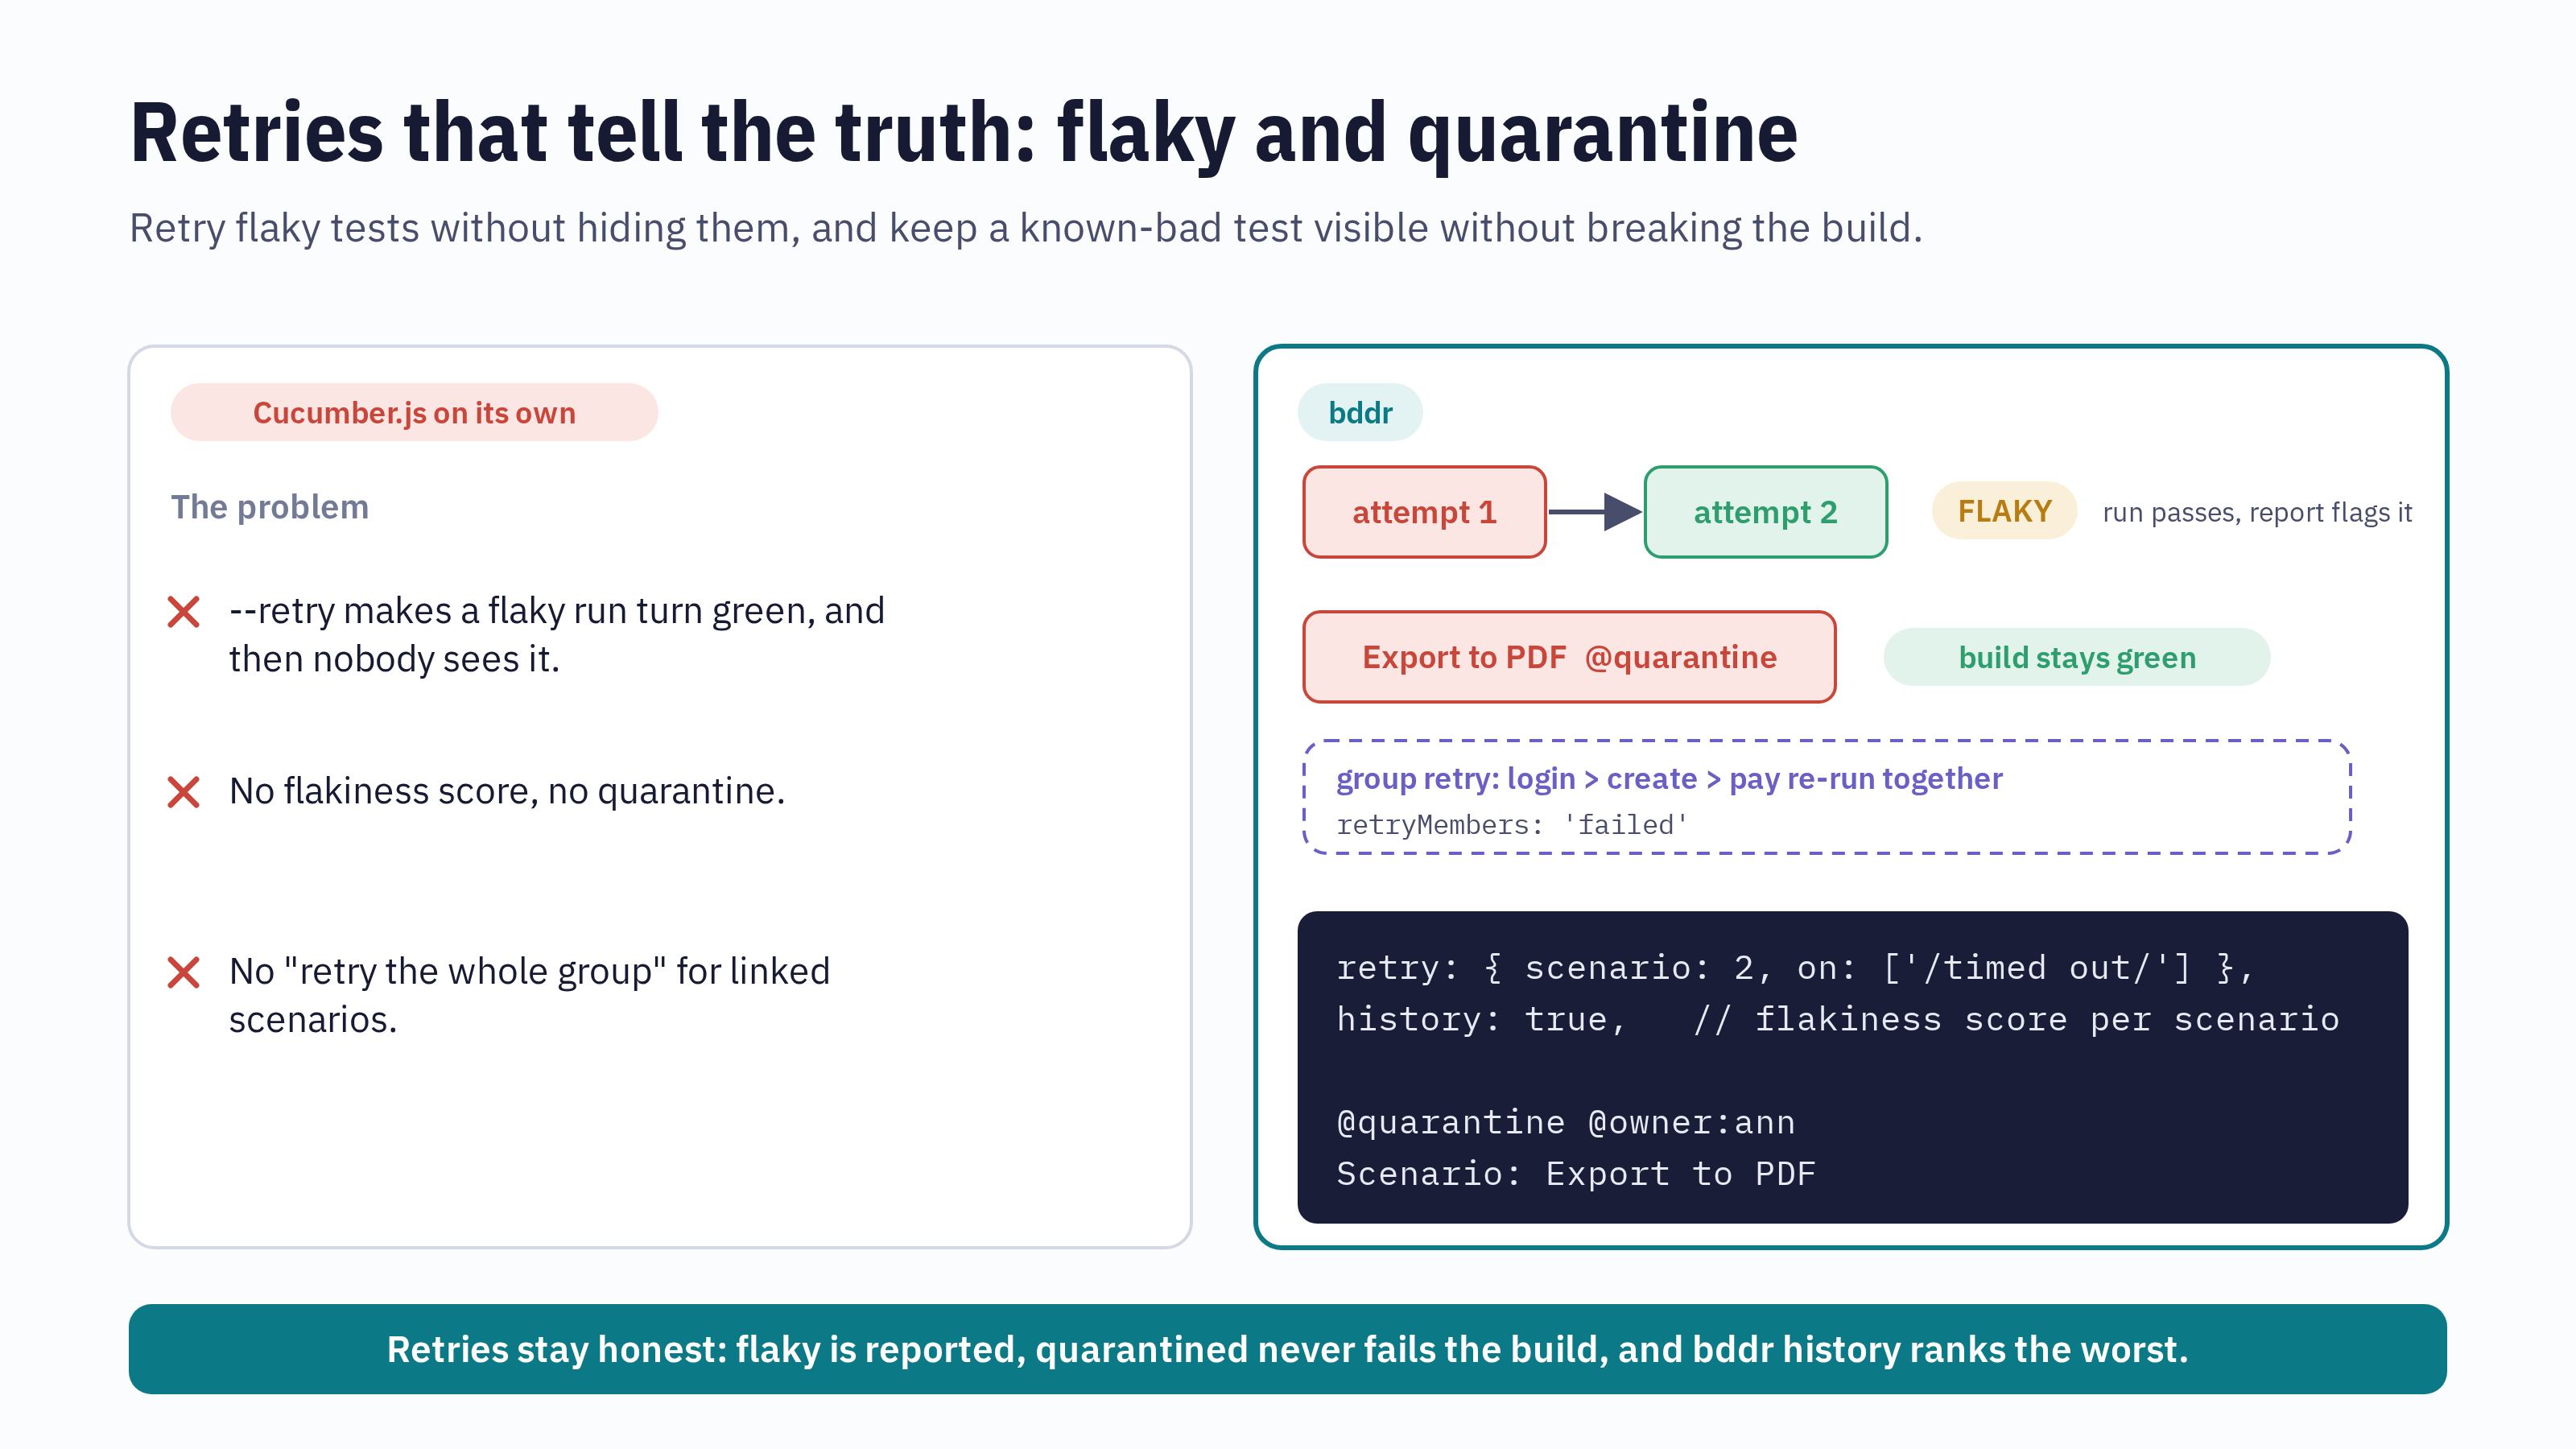 Retries that tell the truth: flaky and quarantine
Retry flaky tests without hiding them, and keep a known-bad test visible without breaking the build.
Cucumber.js on its own
The problem
--retry makes a flaky run turn green, and
then nobody sees it.
No flakiness score, no quarantine.
No "retry the whole group" for linked
scenarios.
bddr
attempt 1
attempt 2
FLAKY
run passes, report flags it
Export to PDF @quarantine
build stays green
group retry: login > create > pay re-run together
retryMembers: 'failed'
retry: { scenario: 2, on: ['/timed out/'] },
history: true,   // flakiness score per scenario
@quarantine @owner:ann
Scenario: Export to PDF
Retries stay honest: flaky is reported, quarantined never fails the build, and bddr history ranks the worst.